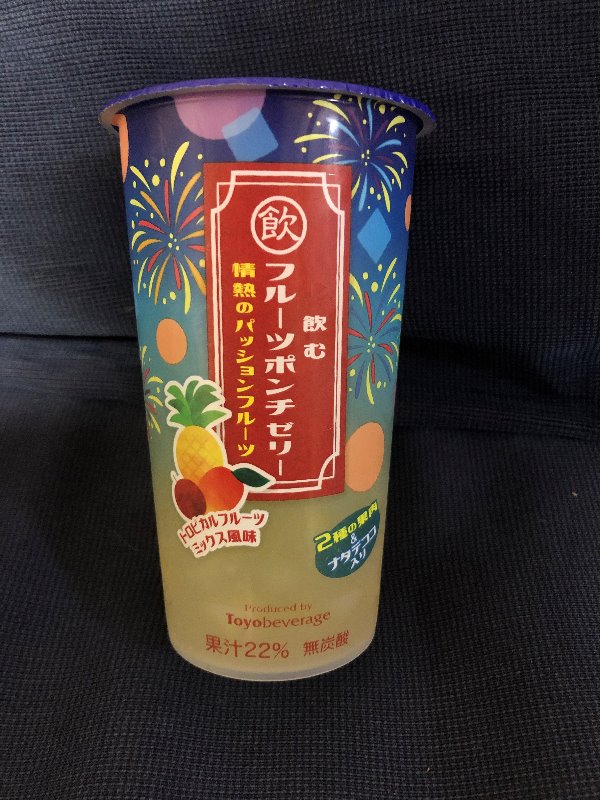 飲
飲む
フルーツポンチゼリー
情熱のパッションフルーツ
トロピカルフルーツ
ミックス風味
2種の果肉
&
ナタデココ
入り
Produced by
Toyobeverage
果汁22% 無炭酸